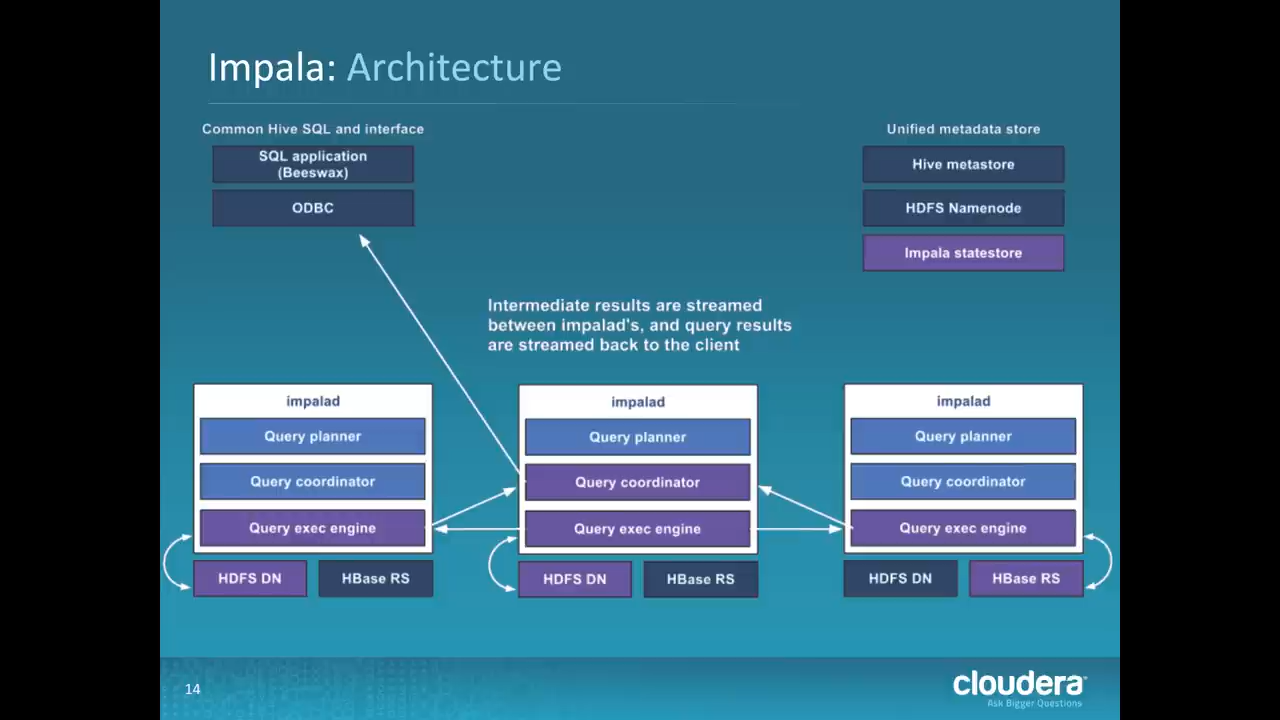 Impala: Architecture
Common Hive SQL and interface
SQL application
(Beeswax)
ODBC
Unified metadata store
Hive metastore
HDFS Namenode
Impala statestore
Intermediate results are streamed
between impalad's, and query results
are streamed back to the client
impalad
Query planner
Query coordinator
Query exec engine
HDFS DN
HBase RS
impalad
Query planner
Query coordinator
Query exec engine
HDFS DN
HBase RS
impalad
Query planner
Query coordinator
Query exec engine
HDFS DN
HBase RS
14
cloudera
Ask Bigger Questions